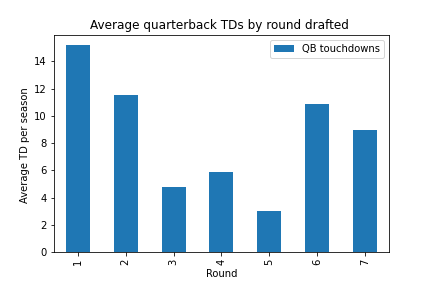 Average quarterback TDs by round drafted
QB touchdowns
Average TD per season
14
12
10
8
6
4
2
0
1 2 3 4 5 6 7
Round